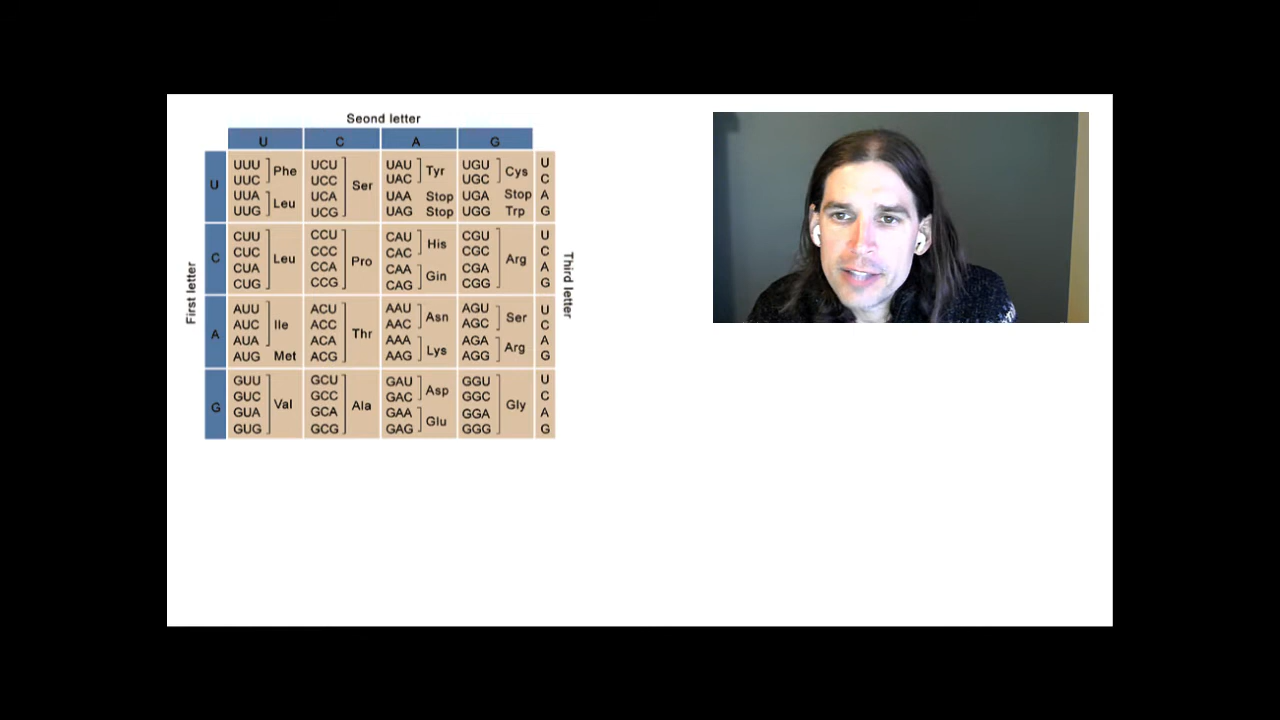 Seond letter
U C A G
First letter
U
UUU
UUC
Phe
UUA
UUG
Leu
UCU
UCC
UCA
UCG
Ser
UAU
UAC
Tyr
UAA Stop
UAG Stop
UGU
UGC
Cys
UGA Stop
UGG Trp
U
C
A
G
C
CUU
CUC
CUA
CUG
Leu
CCU
CCC
CCA
CCG
Pro
CAU
CAC
His
CAA
CAG
Gin
CGU
CGC
CGA
CGG
Arg
U
C
A
G
A
AUU
AUC
AUA
Ile
AUG Met
ACU
ACC
ACA
ACG
Thr
AAU
AAC
Asn
AAA
AAG
Lys
AGU
AGC
Ser
AGA
AGG
Arg
U
C
A
G
G
GUU
GUC
GUA
GUG
Val
GCU
GCC
GCA
GCG
Ala
GAU
GAC
Asp
GAA
GAG
Glu
GGU
GGC
GGA
GGG
Gly
U
C
A
G
Third letter